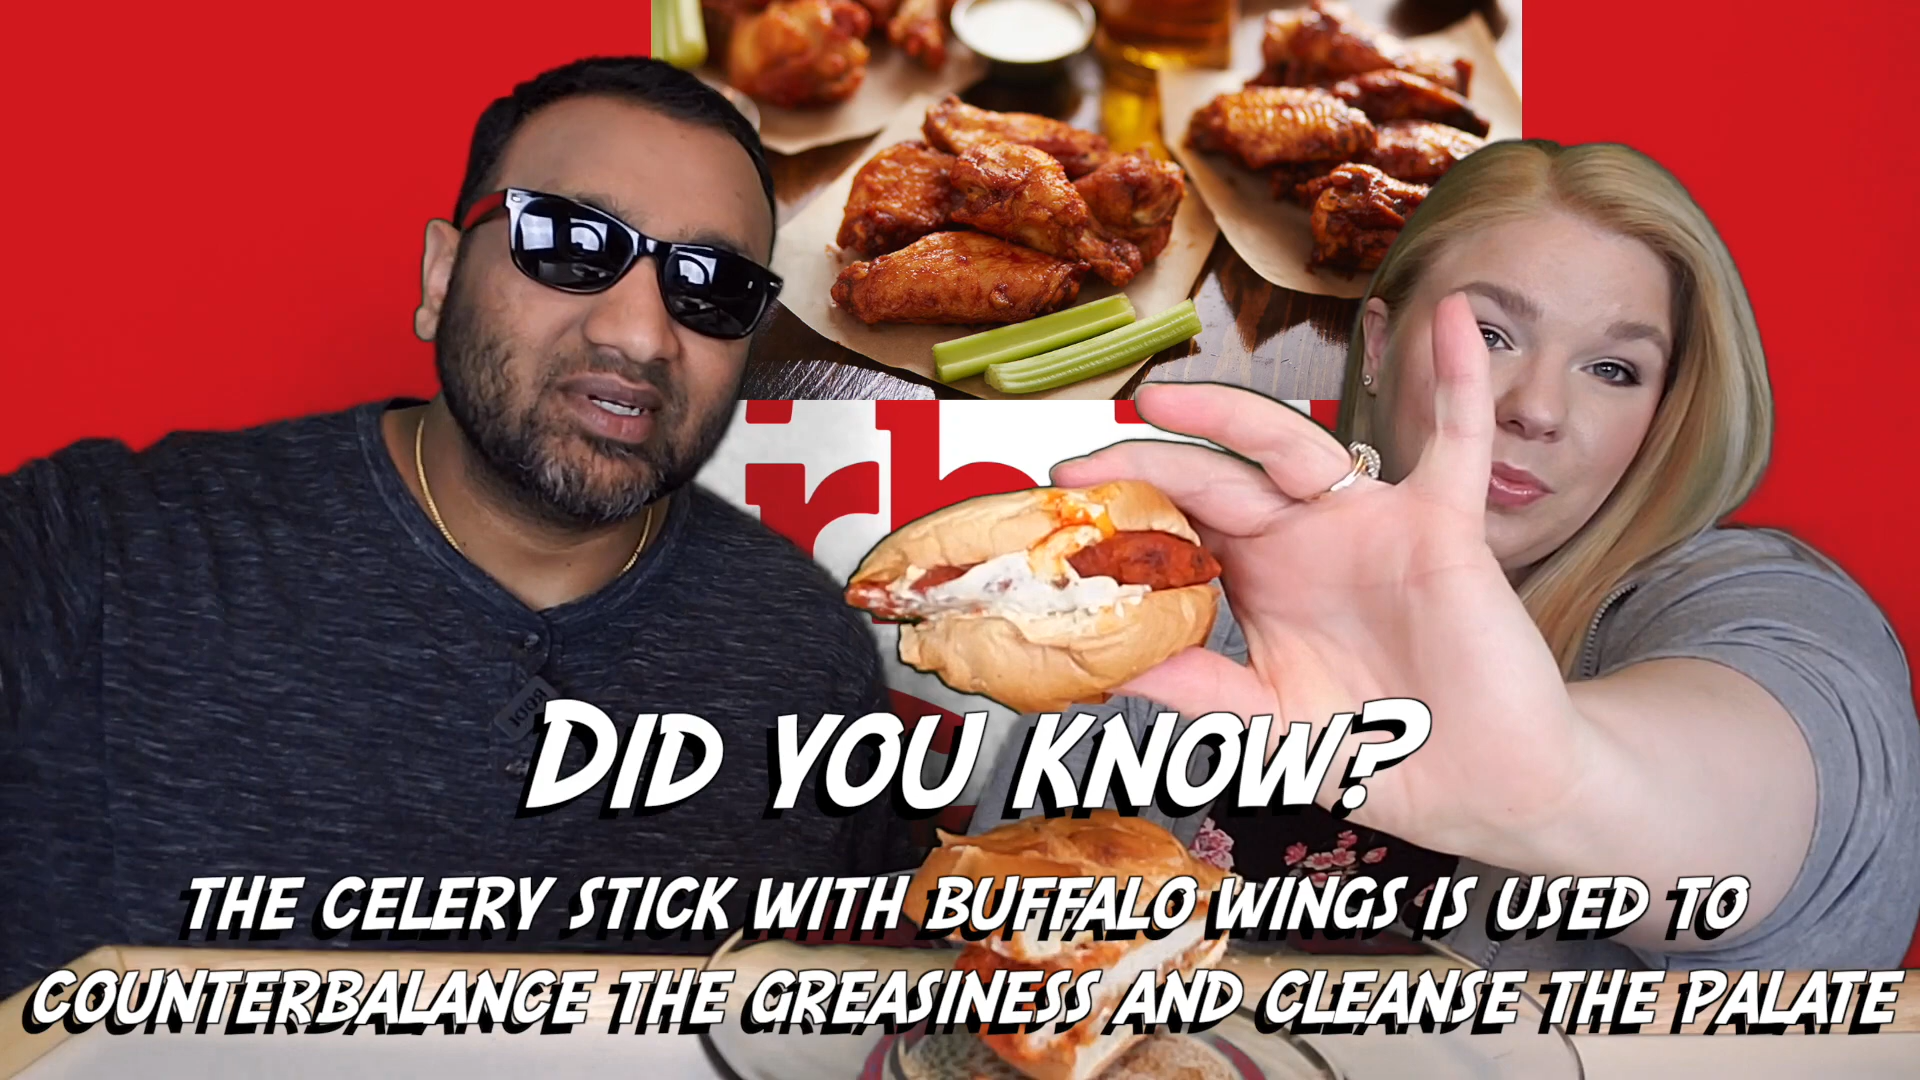 rb
DID YOU KNOW?
THE CELERY STICK WITH BUFFALO WINGS IS USED TO
COUNTERBALANCE THE GREASINESS AND CLEANSE THE PALATE